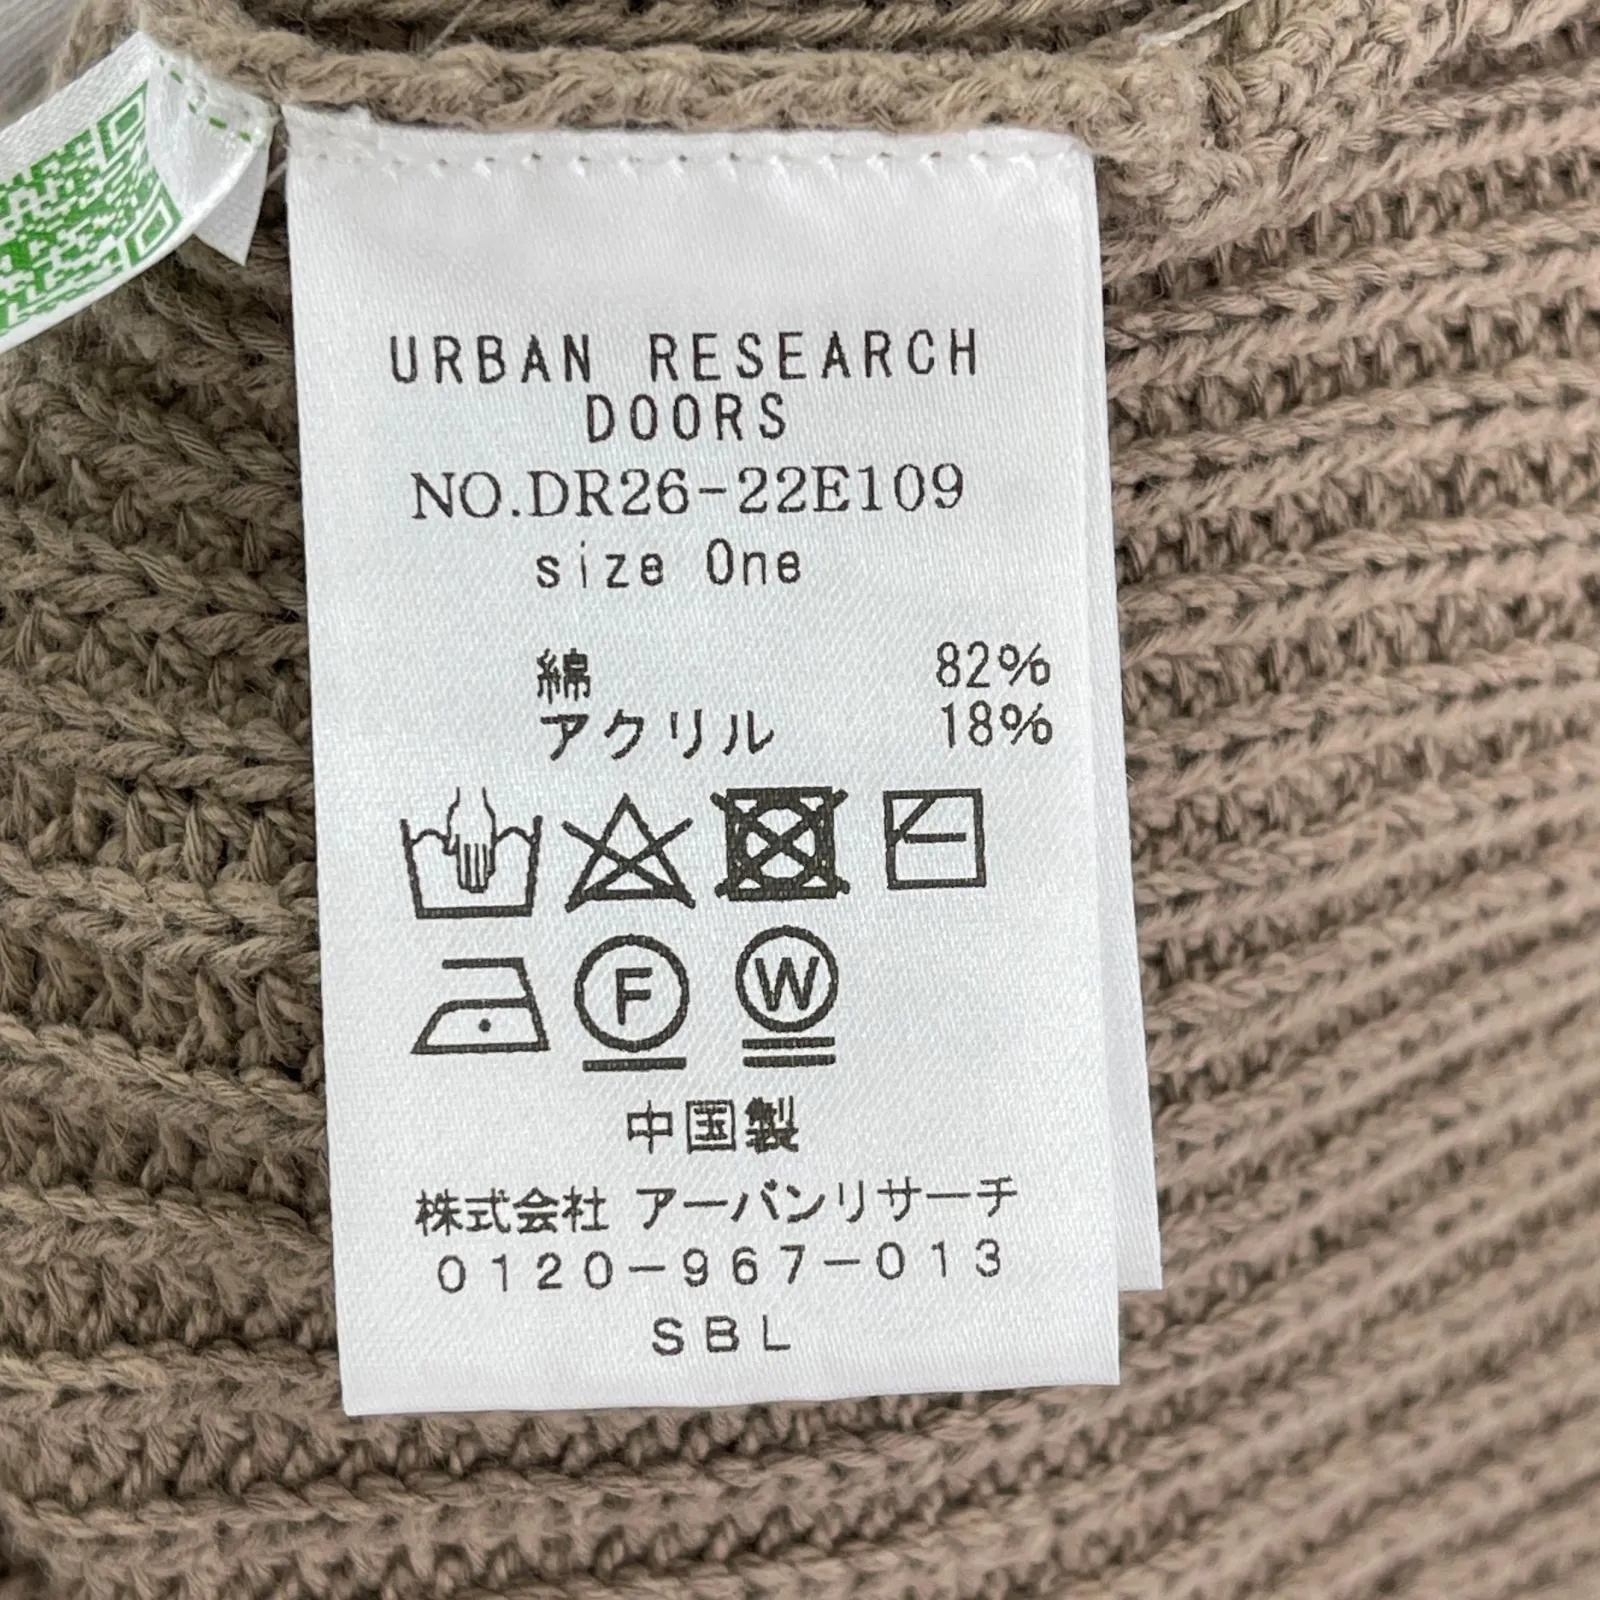 URBAN RESEARCH
DOORS
NO.DR26-22E109
size One
綿 82%
アクリル 18%
F W
中国製
株式会社 アーバンリサーチ
0120-967-013
SBL